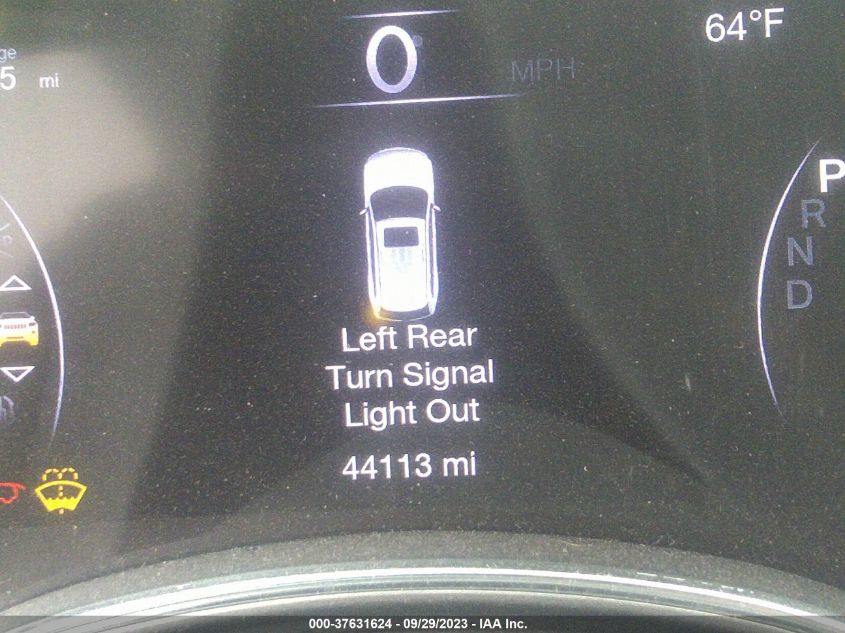 0
MPH
64°F
5 mi
P
R
N
D
Left Rear
Turn Signal
Light Out
44113 mi
000-37631624 - 09/29/2023 - IAA Inc.